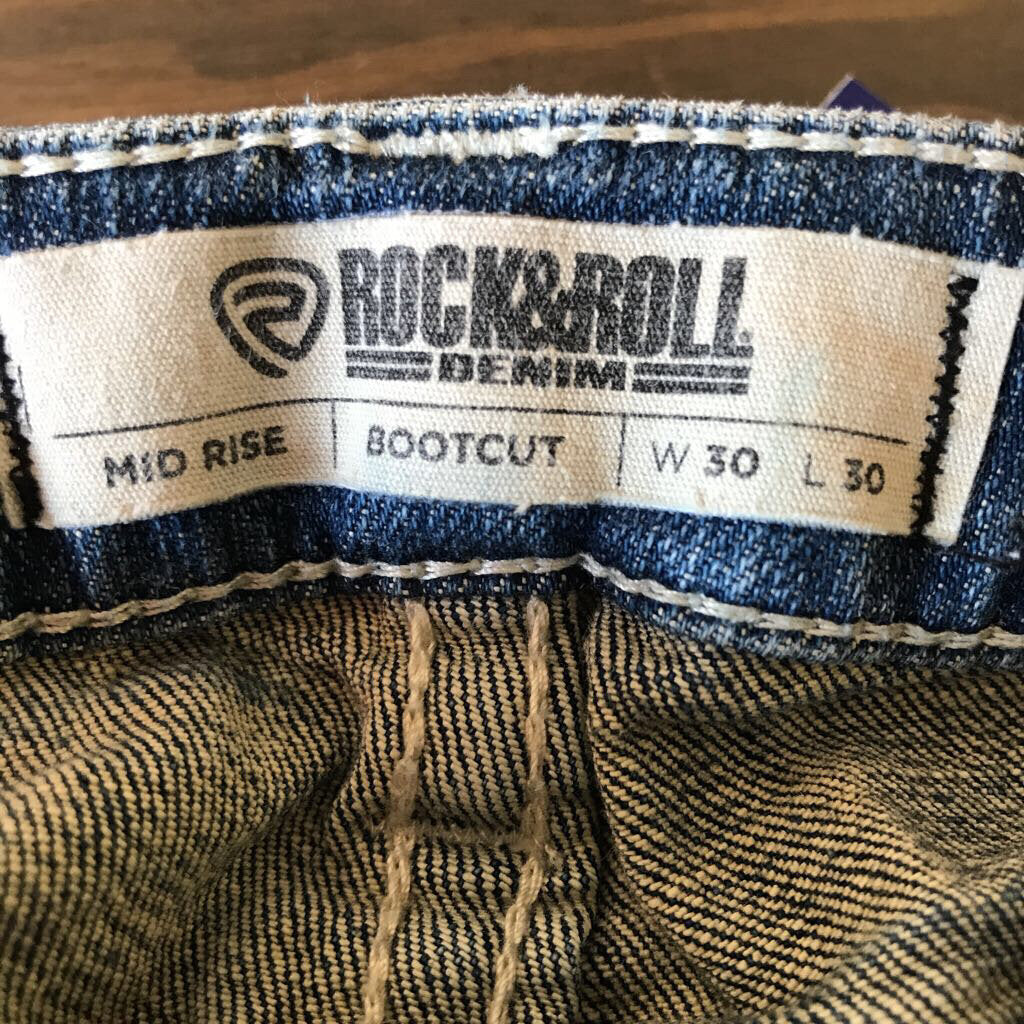 ROCK&ROLL
DENIM
MID RISE BOOTCUT W 30 L 30